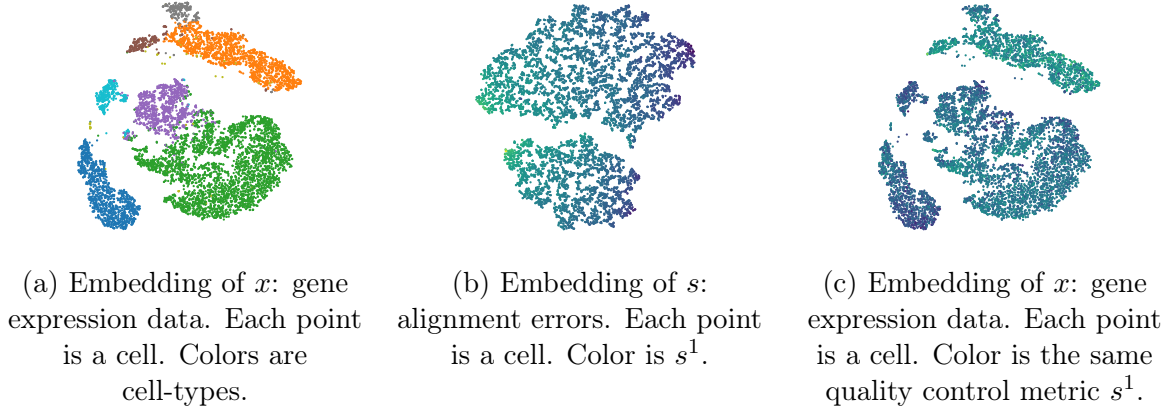 (a) Embedding of x: gene
expression data. Each point
is a cell. Colors are
cell-types.
(b) Embedding of s:
alignment errors. Each point
is a cell. Color is s¹.
(c) Embedding of x: gene
expression data. Each point
is a cell. Color is the same
quality control metric s¹.